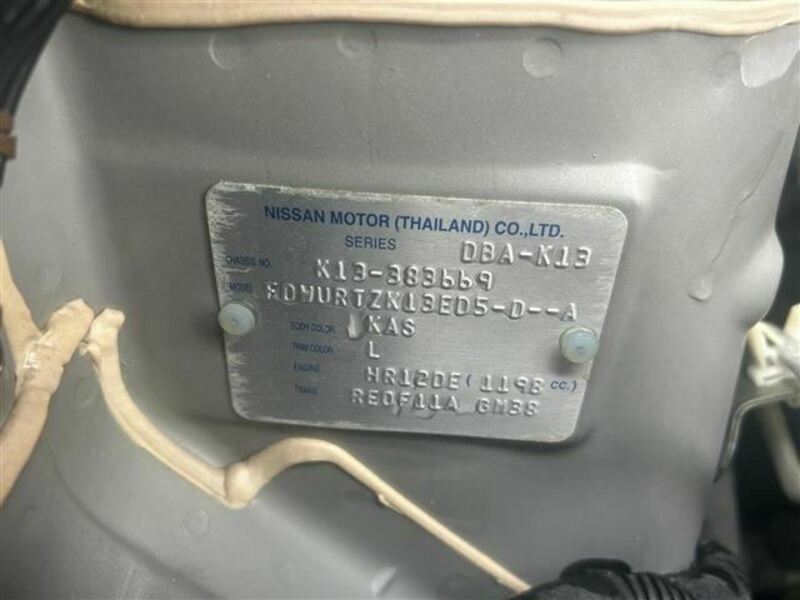 NISSAN MOTOR (THAILAND) CO.,LTD.
SERIES DBA-K13
CHASSIS NO. K13-383669
MODEL FDMURTZK13ED5-D--A
BODY COLOR KAS
TRIM COLOR L
ENGINE HR12DE ( 1198 CC.)
TRANS RE0F11A GM38